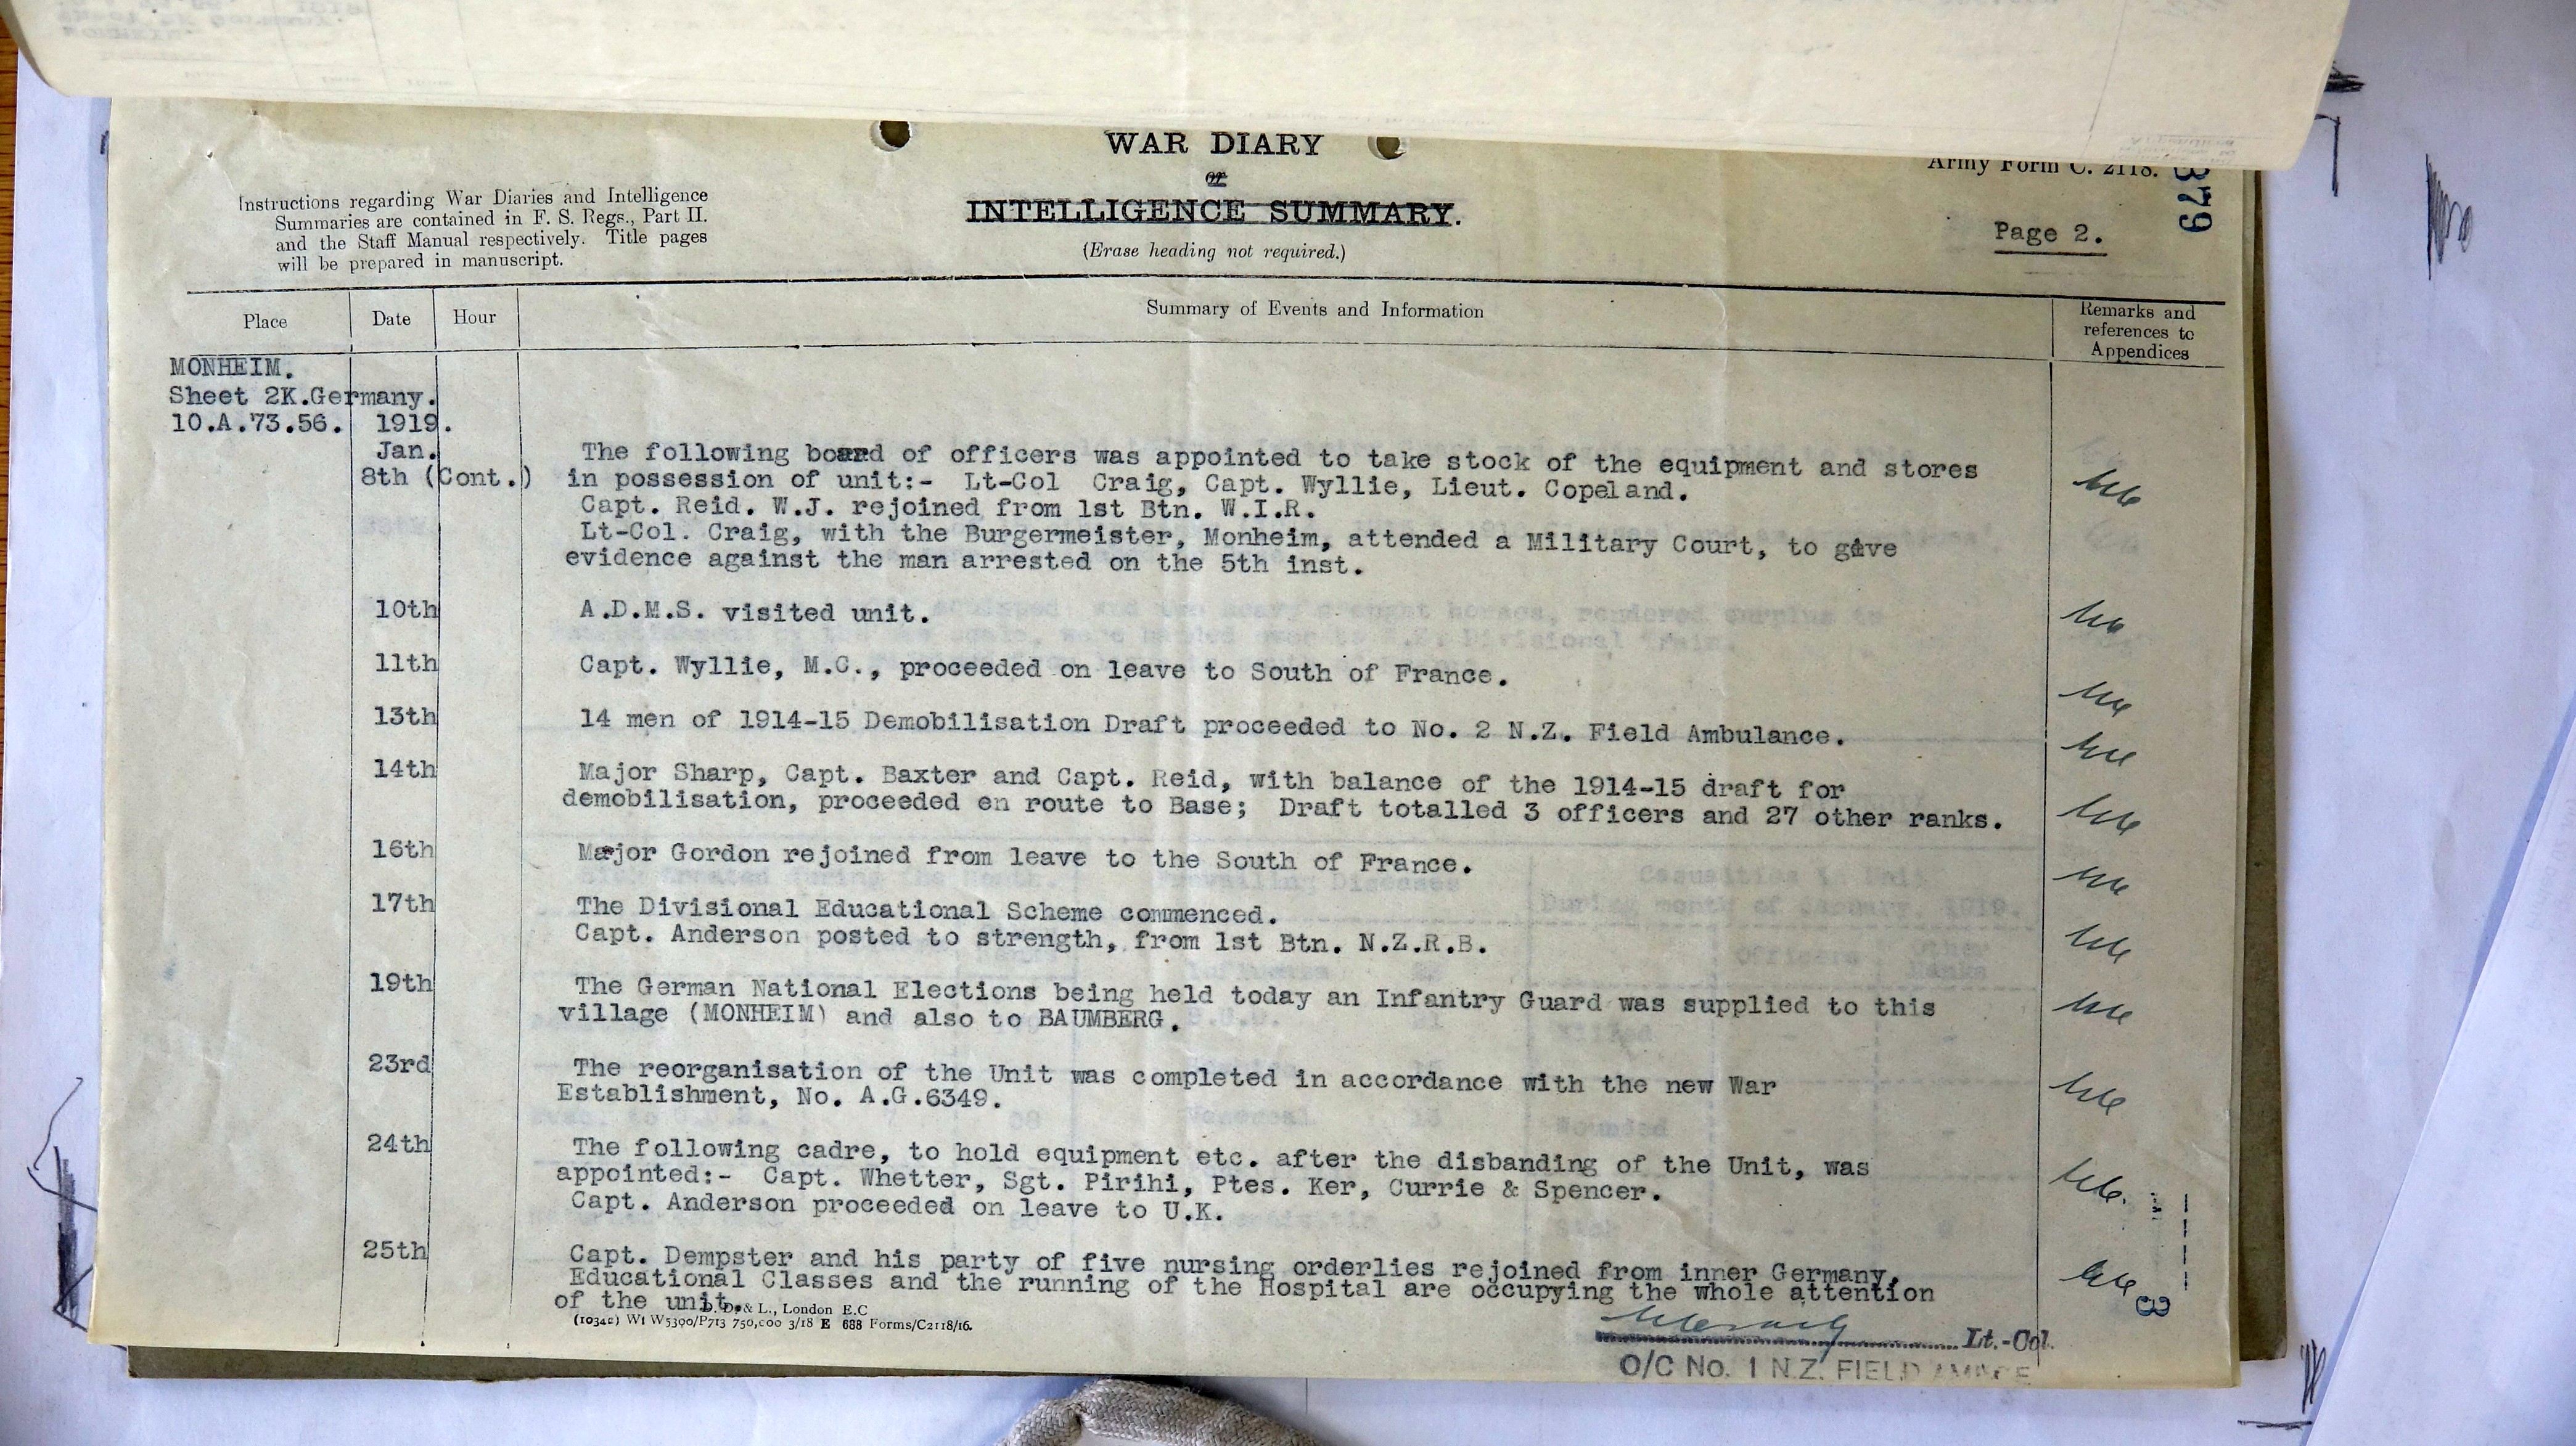 WAR DIARY
or
INTELLIGENCE SUMMARY.
(Erase heading not required.)
Instructions regarding War Diaries and Intelligence
Summaries are contained in F. S. Regs., Part II.
and the Staff Manual respectively. Title pages
will be prepared in manuscript.
Army Form C. 2118.
379
Page 2.
Place Date Hour Summary of Events and Information Remarks and
references to
Appendices
MONHEIM.
Sheet 2K.Germany.
10.A.73.56. 1919.
Jan. The following board of officers was appointed to take stock of the equipment and stores
8th (Cont.) in possession of unit:- Lt-Col Craig, Capt. Wyllie, Lieut. Copeland.
Capt. Reid. W.J. rejoined from 1st Btn. W.I.R.
Lt-Col. Craig, with the Burgermeister, Monheim, attended a Military Court, to give
evidence against the man arrested on the 5th inst.
10th A.D.M.S. visited unit.
11th Capt. Wyllie, M.C., proceeded on leave to South of France.
13th 14 men of 1914-15 Demobilisation Draft proceeded to No. 2 N.Z. Field Ambulance.
14th Major Sharp, Capt. Baxter and Capt. Reid, with balance of the 1914-15 draft for
demobilisation, proceeded en route to Base; Draft totalled 3 officers and 27 other ranks.
16th Major Gordon rejoined from leave to the South of France.
17th The Divisional Educational Scheme commenced.
Capt. Anderson posted to strength, from 1st Btn. N.Z.R.B.
19th The German National Elections being held today an Infantry Guard was supplied to this
village (MONHEIM) and also to BAUMBERG.
23rd The reorganisation of the Unit was completed in accordance with the new War
Establishment, No. A.G.6349.
24th The following cadre, to hold equipment etc. after the disbanding of the Unit, was
appointed:- Capt. Whetter, Sgt. Pirihi, Ptes. Ker, Currie & Spencer.
Capt. Anderson proceeded on leave to U.K.
25th Capt. Dempster and his party of five nursing orderlies rejoined from inner Germany.
Educational Classes and the running of the Hospital are occupying the whole attention
of the unit.
D. D. & L., London E.C
(10340) Wt W5300/P713 750,000 3/18 E 688 Forms/C2118/16.
Lt.-Col.
O/C No. 1 N.Z. FIELD AMBCE
3